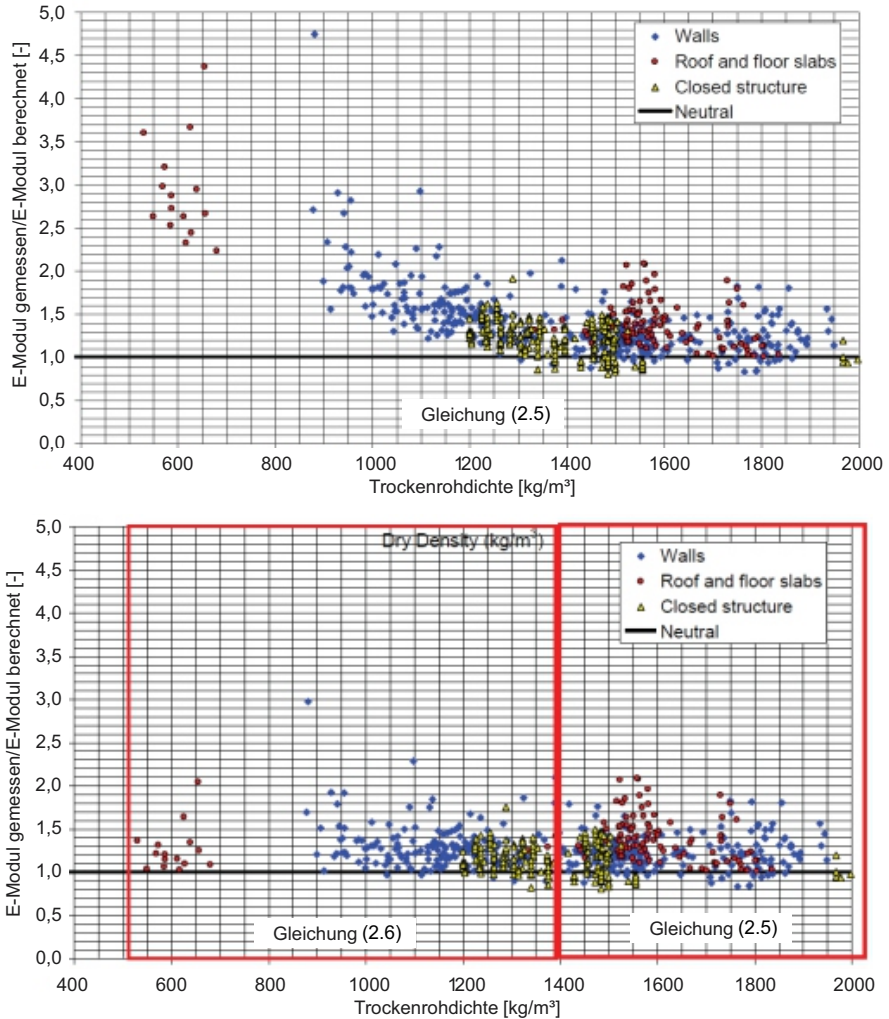 E-Modul gemessen/E-Modul berechnet [-]
5,0
4,5
4,0
3,5
3,0
2,5
2,0
1,5
1,0
0,5
0,0
Walls
Roof and floor slabs
Closed structure
Neutral
Gleichung (2.5)
400 600 800 1000 1200 1400 1600 1800 2000
Trockenrohdichte [kg/m³]
E-Modul gemessen/E-Modul berechnet [-]
5,0
4,5
4,0
3,5
3,0
2,5
2,0
1,5
1,0
0,5
0,0
Dry Density (kg/m³)
Walls
Roof and floor slabs
Closed structure
Neutral
Gleichung (2.6)
Gleichung (2.5)
400 600 800 1000 1200 1400 1600 1800 2000
Trockenrohdichte [kg/m³]